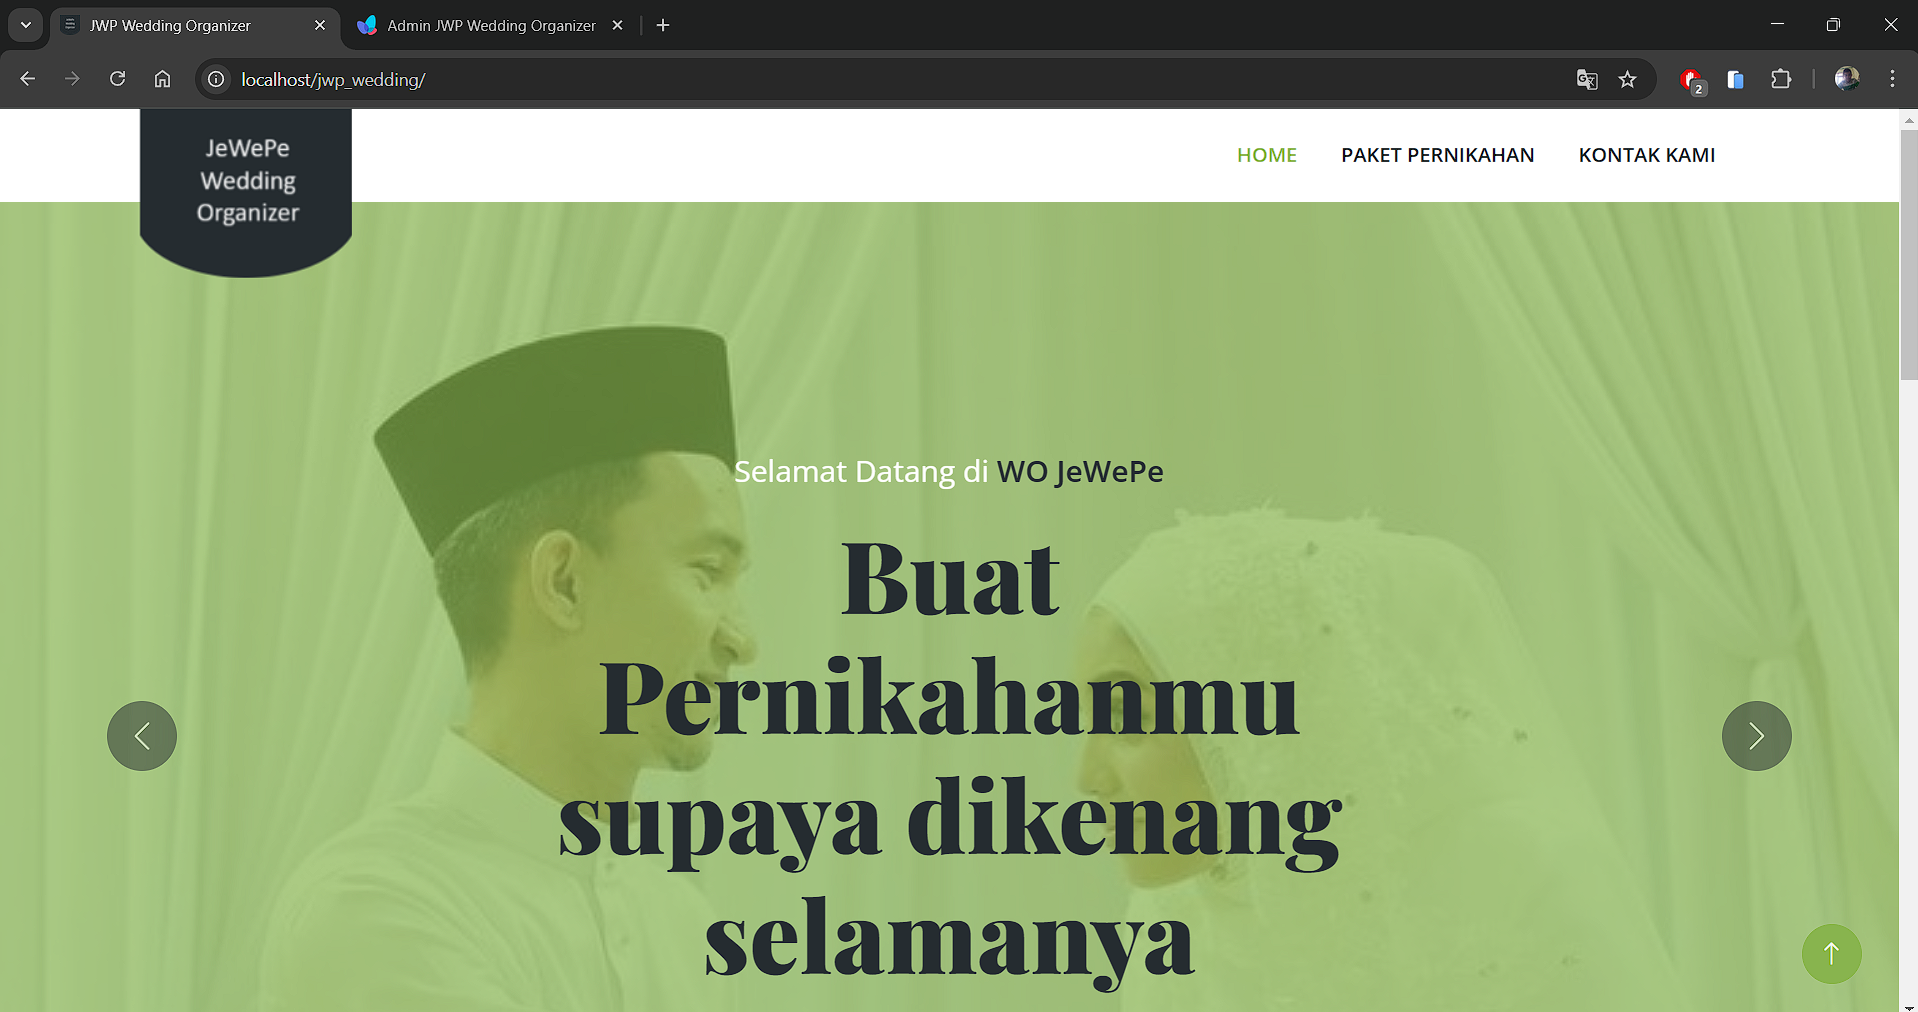 JWP Wedding Organizer
Admin JWP Wedding Organizer
localhost/jwp_wedding/
2
JeWePe
Wedding
Organizer
HOME
PAKET PERNIKAHAN
KONTAK KAMI
Selamat Datang di WO JeWePe
Buat
Pernikahanmu
supaya dikenang
selamanya